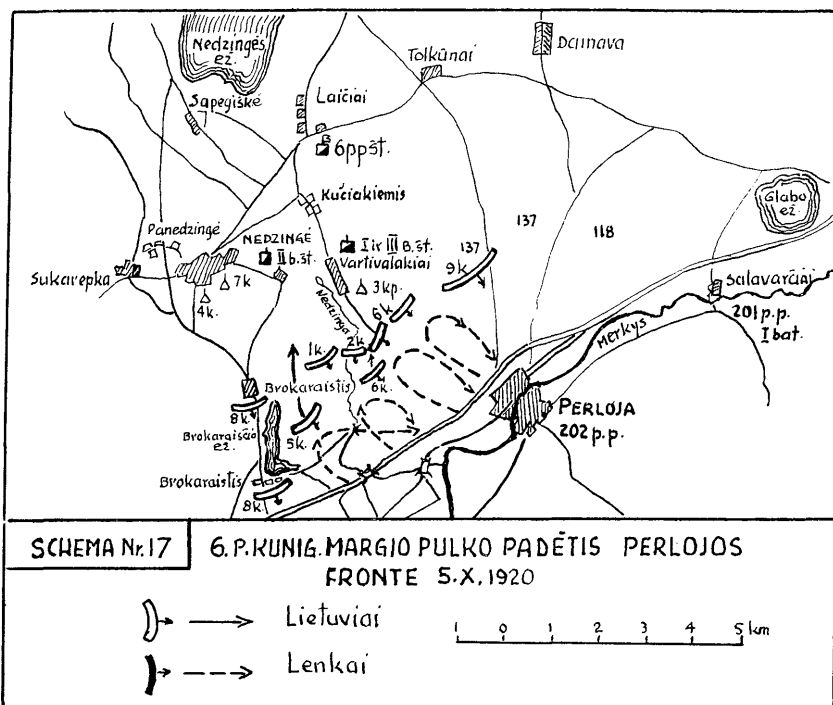 Nedzingės
ež.
Sapegiškė
Laičiai
Tolkūnai
Dainava
6ppšt.
Kučiakiemis
Glabo
ež.
137
118
Panedzingė
NEDZINGĖ
II b.št.
I ir III B.št.
Vartivalakiai
137
9k.
Sukarepka
7k
4k.
3kp.
Nedzingė
6k
Salavarčiai
201 p.p.
I bat.
Merkys
1k.
2k
6k.
Brokaraistis
8k.
Brokaraiščio
ež.
5k.
PERLOJA
202 p.p.
Brokaraistis
8k.
SCHEMA Nr.17
6.P.KUNIG.MARGIO PULKO PADĖTIS PERLOJOS
FRONTE 5.X.1920
Lietuviai
Lenkai
1 0 1 2 3 4 5 km